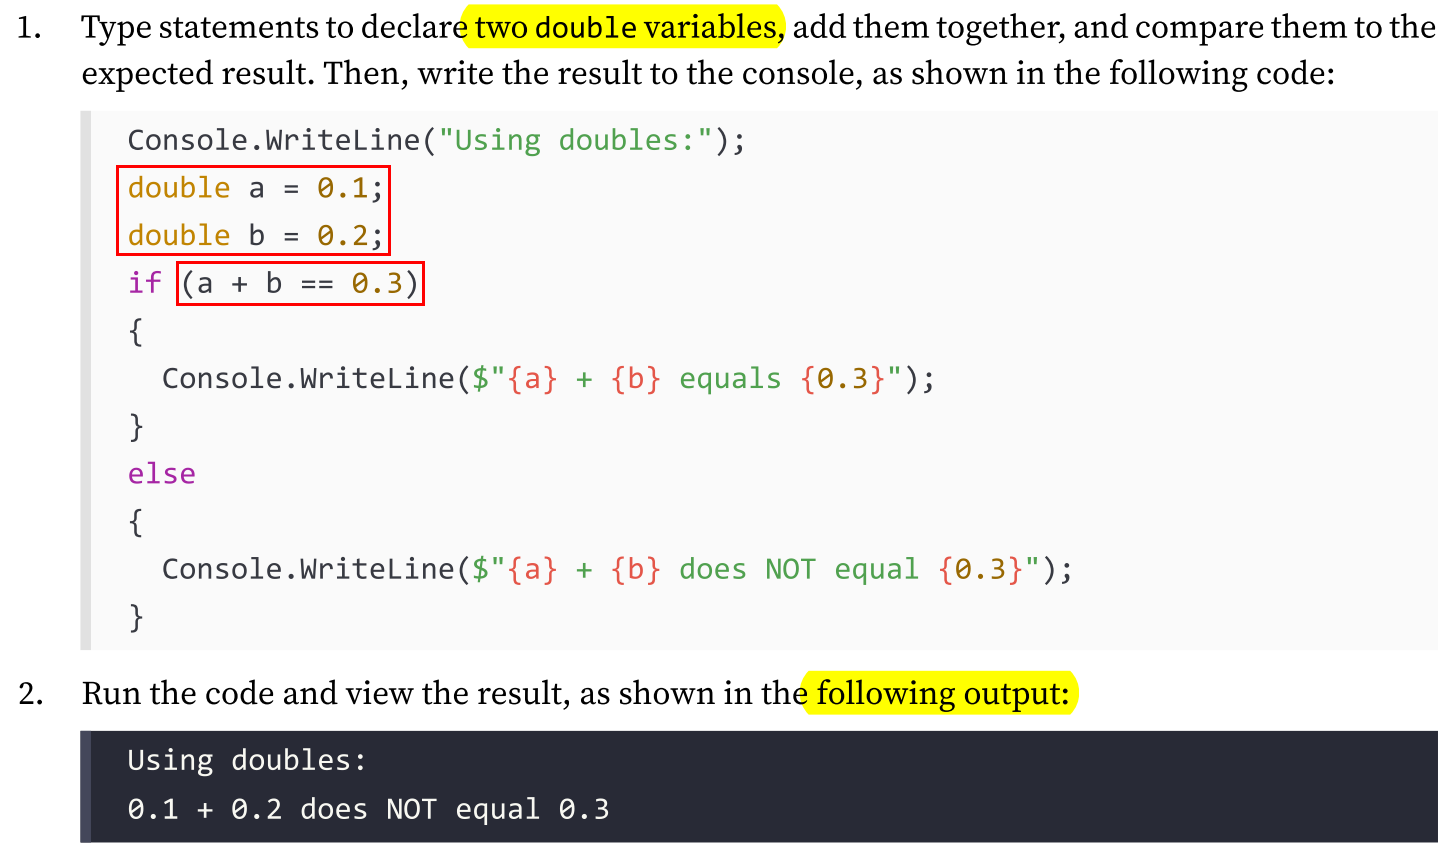 1. Type statements to declare two double variables, add them together, and compare them to the
expected result. Then, write the result to the console, as shown in the following code:
Console.WriteLine("Using doubles:");
double a = 0.1;
double b = 0.2;
if (a + b == 0.3)
{
  Console.WriteLine($"{a} + {b} equals {0.3}");
}
else
{
  Console.WriteLine($"{a} + {b} does NOT equal {0.3}");
}
2. Run the code and view the result, as shown in the following output:
Using doubles:
0.1 + 0.2 does NOT equal 0.3